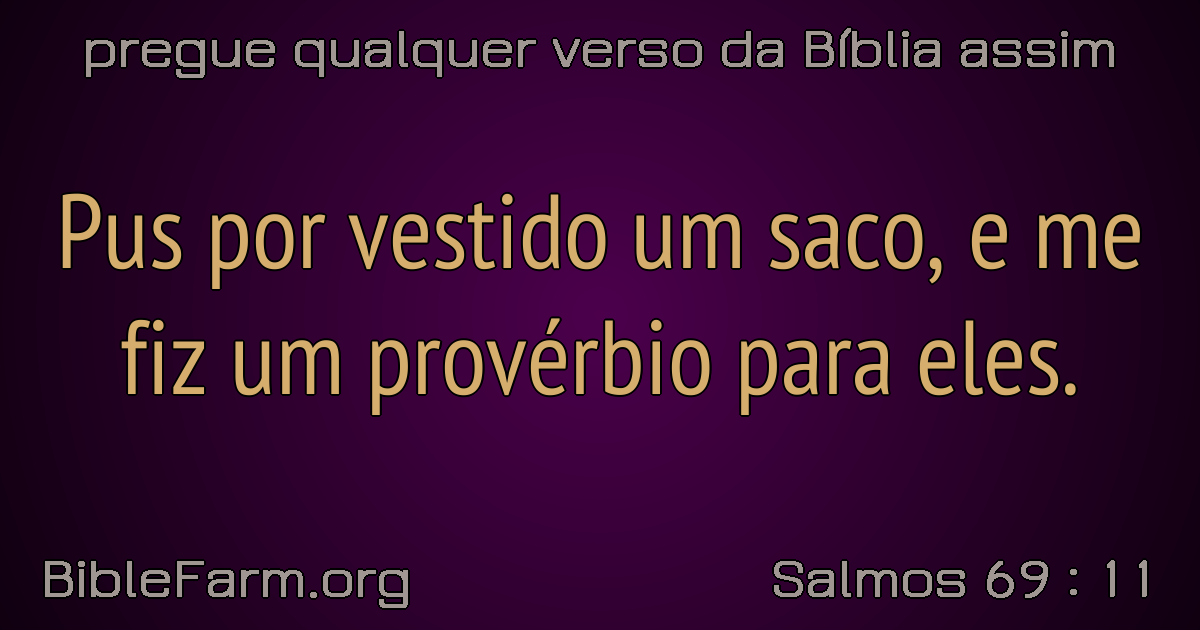 pregue qualquer verso da Bíblia assim
Pus por vestido um saco, e me
fiz um provérbio para eles.
BibleFarm.org
Salmos 69 : 11